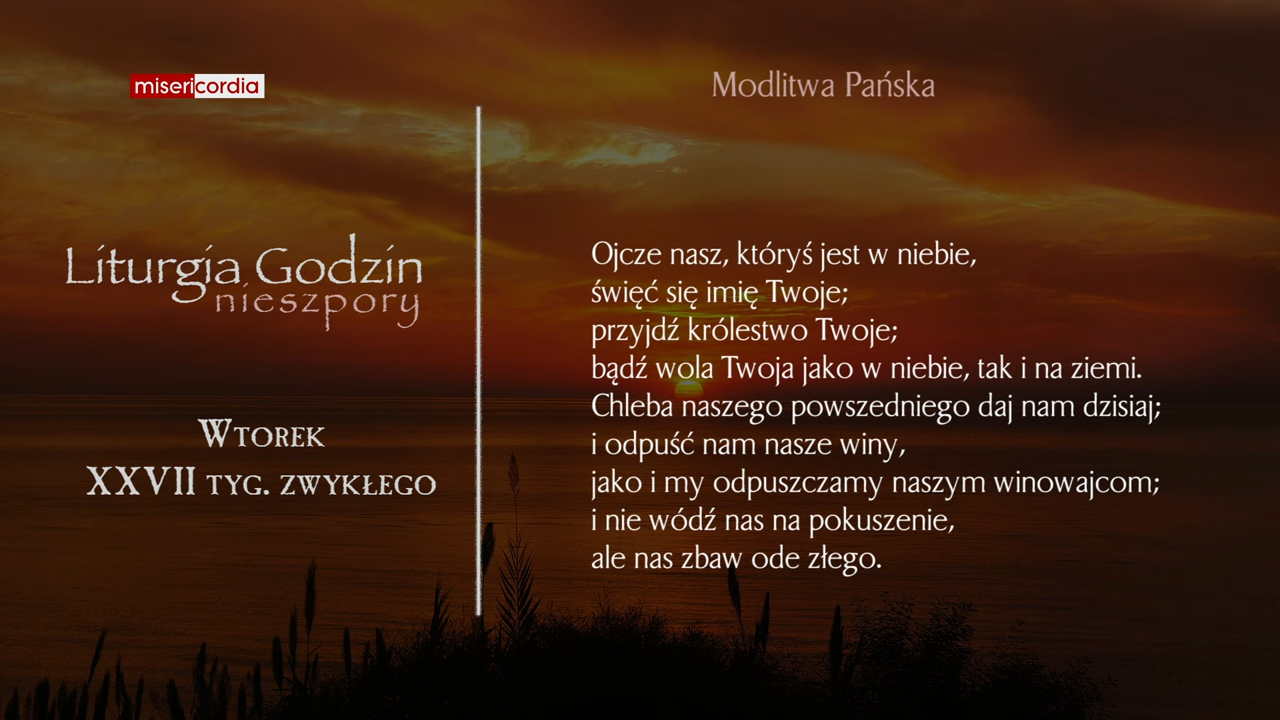 misericordia
Liturgia Godzin
nieszpory
Wtorek
XXVII tyg. zwykłego
Modlitwa Pańska
Ojcze nasz, któryś jest w niebie,
święć się imię Twoje;
przyjdź królestwo Twoje;
bądź wola Twoja jako w niebie, tak i na ziemi.
Chleba naszego powszedniego daj nam dzisiaj;
i odpuść nam nasze winy,
jako i my odpuszczamy naszym winowajcom;
i nie wódź nas na pokuszenie,
ale nas zbaw ode złego.